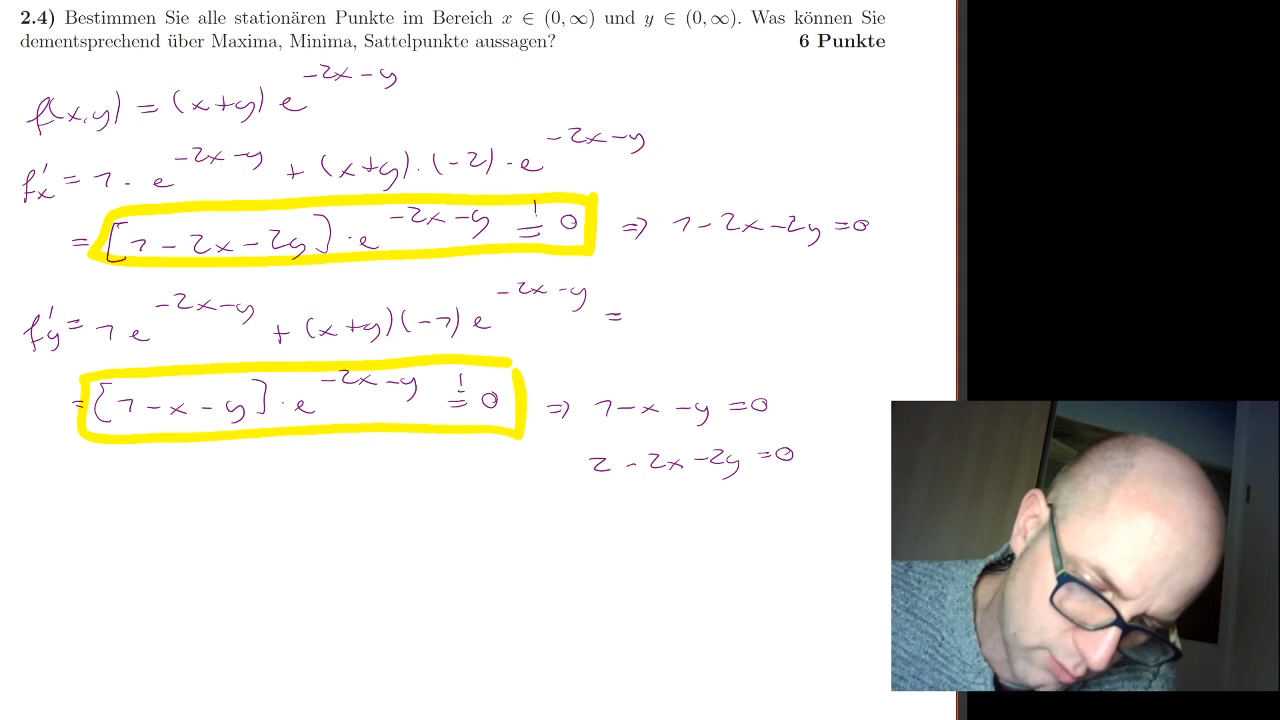 2.4) Bestimmen Sie alle stationären Punkte im Bereich x ∈ (0,∞) und y ∈ (0,∞). Was können Sie
dementsprechend über Maxima, Minima, Sattelpunkte aussagen? 6 Punkte
f(x,y) = (x+y) e^{-2x-y}
f'_x = 1 · e^{-2x-y} + (x+y) · (-2) · e^{-2x-y}
= [1-2x-2y] · e^{-2x-y} =! 0 ⇒ 1-2x-2y=0
f'_y = 1 e^{-2x-y} + (x+y)(-1) e^{-2x-y} =
= [1-x-y] · e^{-2x-y} =! 0 ⇒ 1-x-y=0
2-2x-2y=0